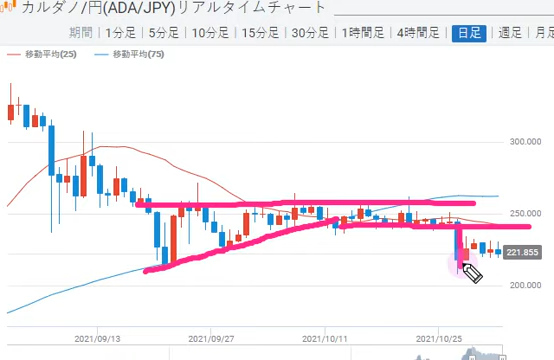 カルダノ/円(ADA/JPY)リアルタイムチャート
期間 | 1分足 | 5分足 | 10分足 | 15分足 | 30分足 | 1時間足 | 4時間足 | 日足 | 週足 | 月足
移動平均(25) 移動平均(75)
300.000
250.000
221.855
200.000
2021/09/13 2021/09/27 2021/10/11 2021/10/25